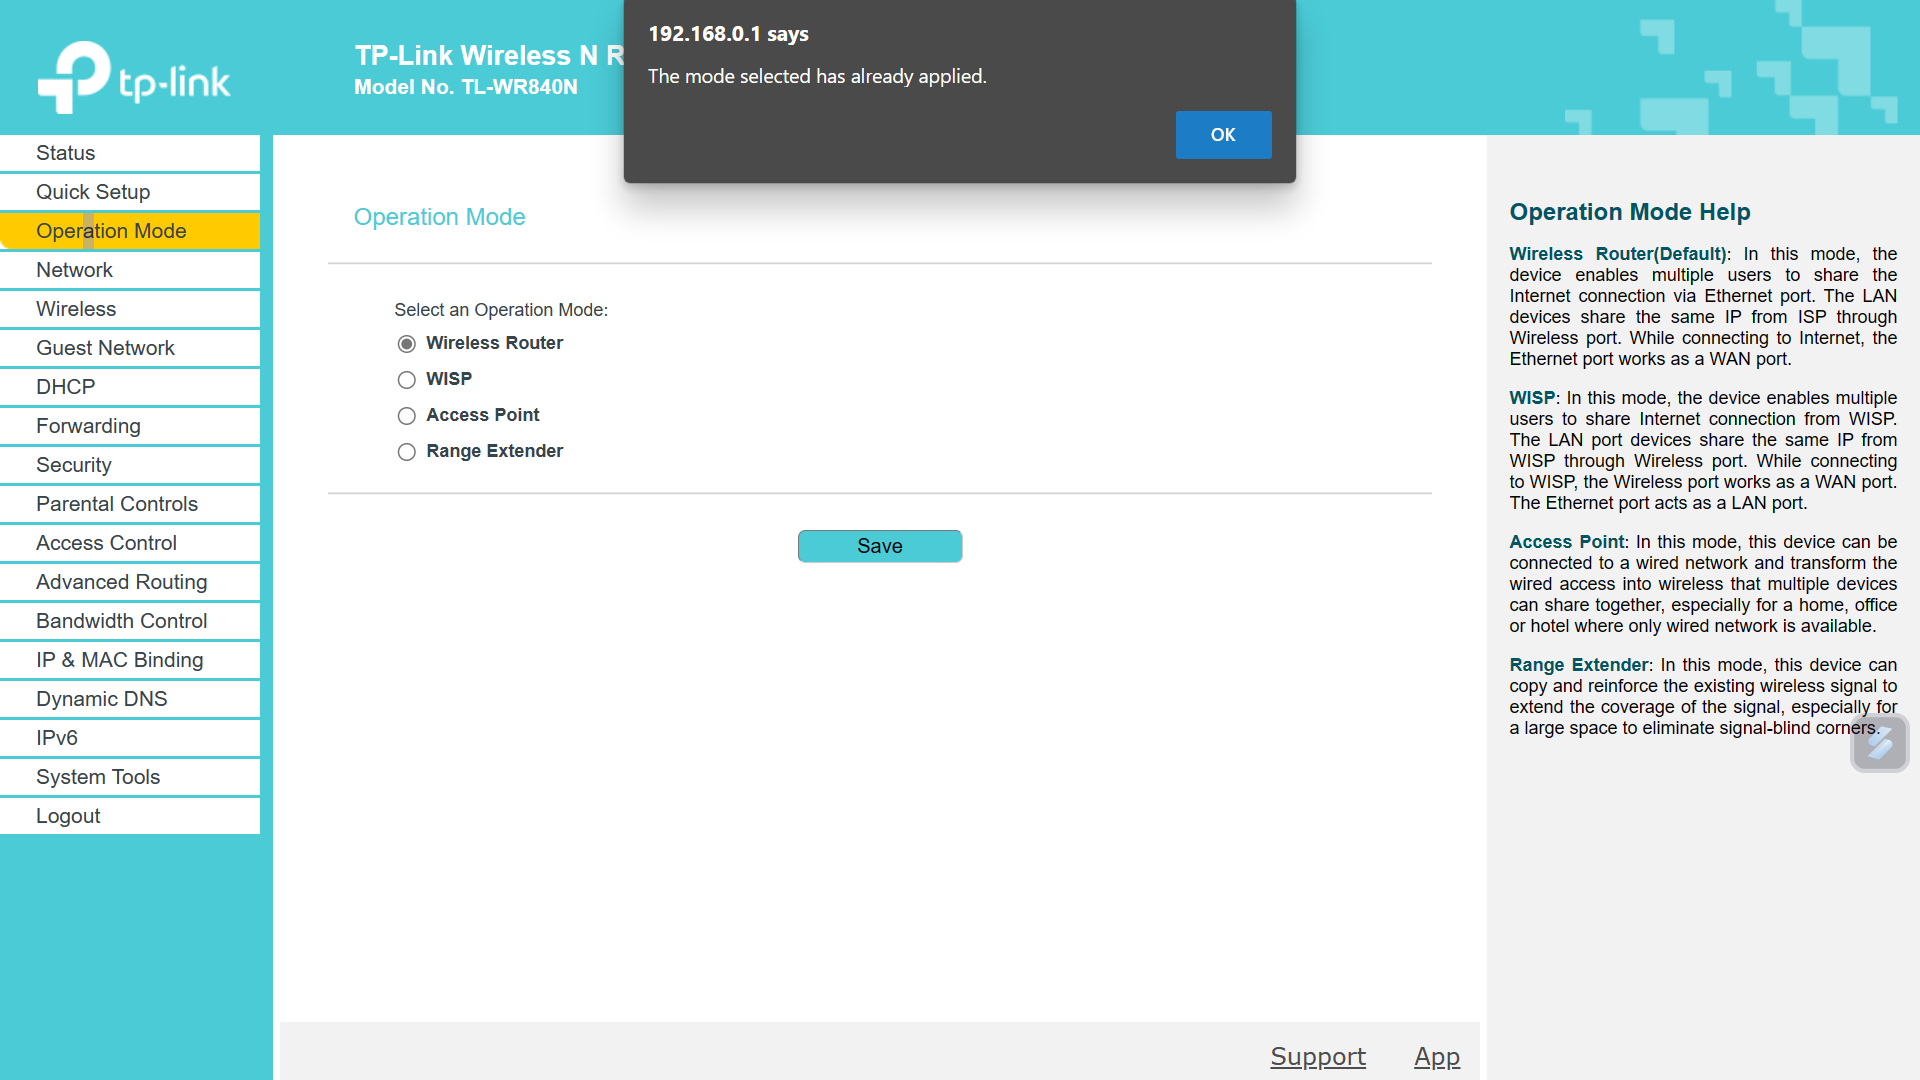 192.168.0.1 says
The mode selected has already applied.
OK
tp-link
TP-Link Wireless N R
Model No. TL-WR840N
Status
Quick Setup
Operation Mode
Network
Wireless
Guest Network
DHCP
Forwarding
Security
Parental Controls
Access Control
Advanced Routing
Bandwidth Control
IP & MAC Binding
Dynamic DNS
IPv6
System Tools
Logout
Operation Mode
Select an Operation Mode:
Wireless Router
WISP
Access Point
Range Extender
Save
Operation Mode Help
Wireless Router(Default): In this mode, the
device enables multiple users to share the
Internet connection via Ethernet port. The LAN
devices share the same IP from ISP through
Wireless port. While connecting to Internet, the
Ethernet port works as a WAN port.
WISP: In this mode, the device enables multiple
users to share Internet connection from WISP.
The LAN port devices share the same IP from
WISP through Wireless port. While connecting
to WISP, the Wireless port works as a WAN port.
The Ethernet port acts as a LAN port.
Access Point: In this mode, this device can be
connected to a wired network and transform the
wired access into wireless that multiple devices
can share together, especially for a home, office
or hotel where only wired network is available.
Range Extender: In this mode, this device can
copy and reinforce the existing wireless signal to
extend the coverage of the signal, especially for
a large space to eliminate signal-blind corners.
Support
App